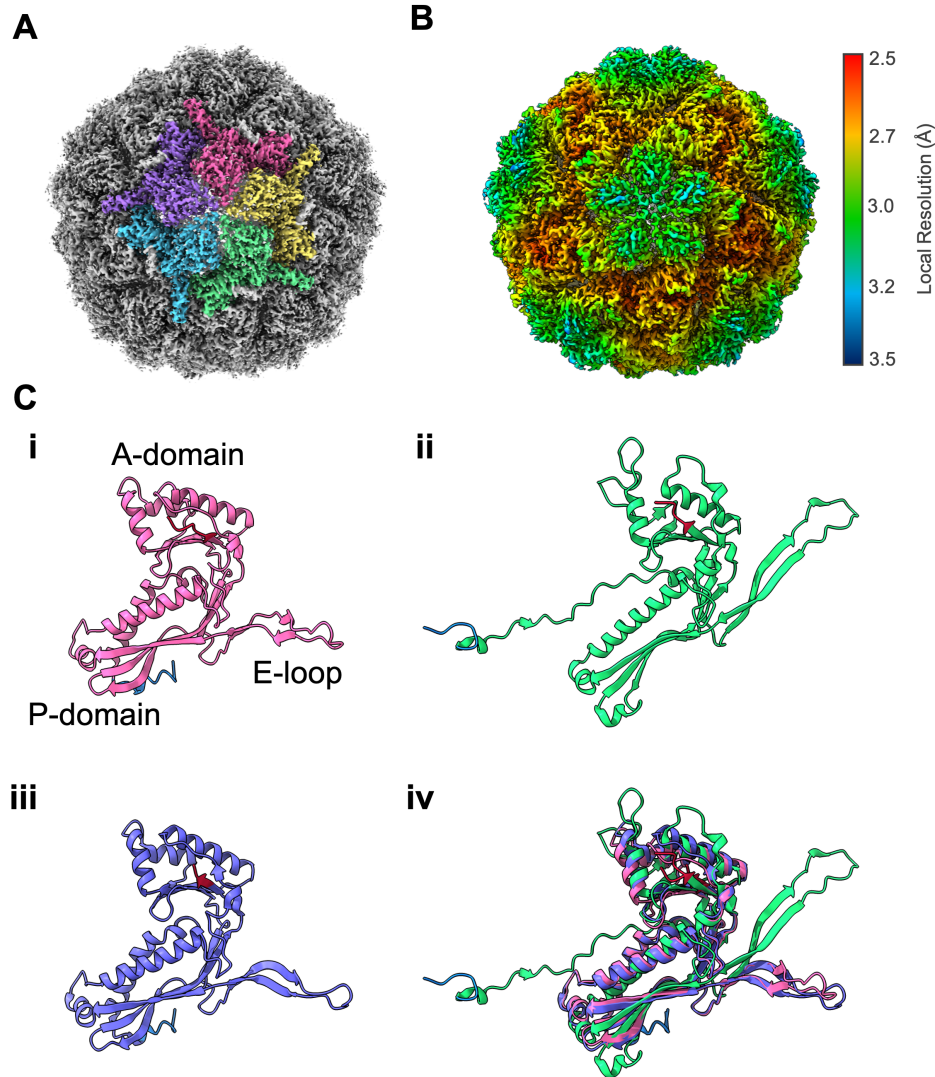 A
B
2.5
2.7
3.0
3.2
3.5
Local Resolution (Å)
C
i
ii
A-domain
E-loop
P-domain
iii
iv